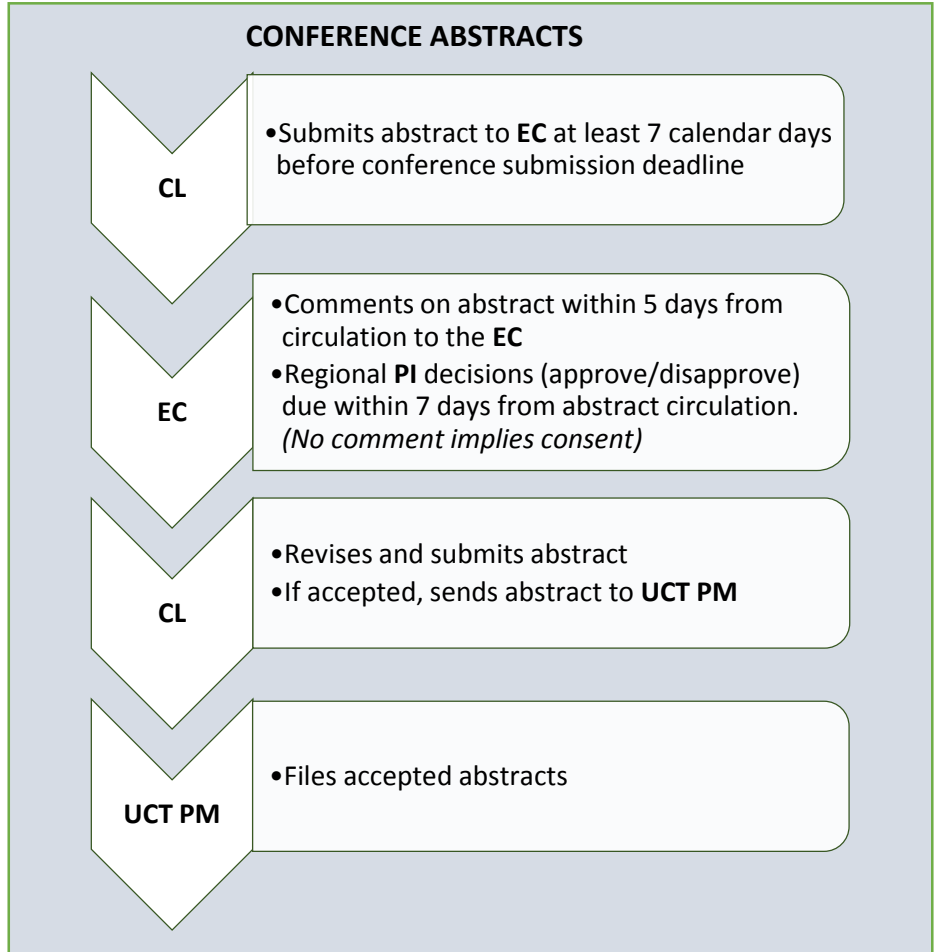 CONFERENCE ABSTRACTS
CL
•Submits abstract to EC at least 7 calendar days
before conference submission deadline
EC
•Comments on abstract within 5 days from
circulation to the EC
•Regional PI decisions (approve/disapprove)
due within 7 days from abstract circulation.
(No comment implies consent)
CL
•Revises and submits abstract
•If accepted, sends abstract to UCT PM
UCT PM
•Files accepted abstracts